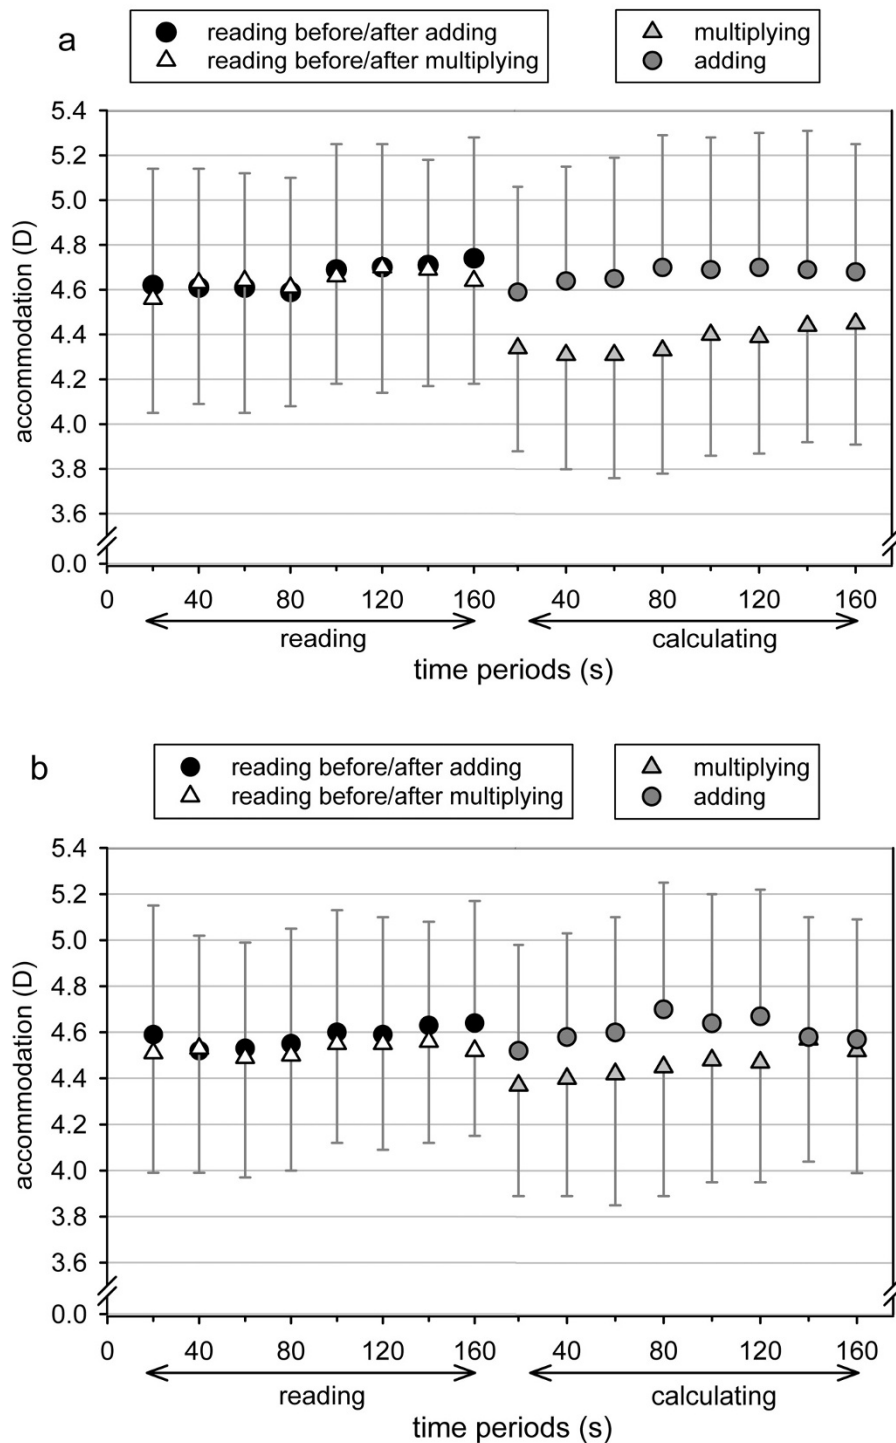 a
reading before/after adding
reading before/after multiplying
multiplying
adding
accommodation (D)
5.4
5.2
5.0
4.8
4.6
4.4
4.2
4.0
3.8
3.6
0.0
0 40 80 120 160 40 80 120 160
reading calculating
time periods (s)
b
reading before/after adding
reading before/after multiplying
multiplying
adding
accommodation (D)
5.4
5.2
5.0
4.8
4.6
4.4
4.2
4.0
3.8
3.6
0.0
0 40 80 120 160 40 80 120 160
reading calculating
time periods (s)